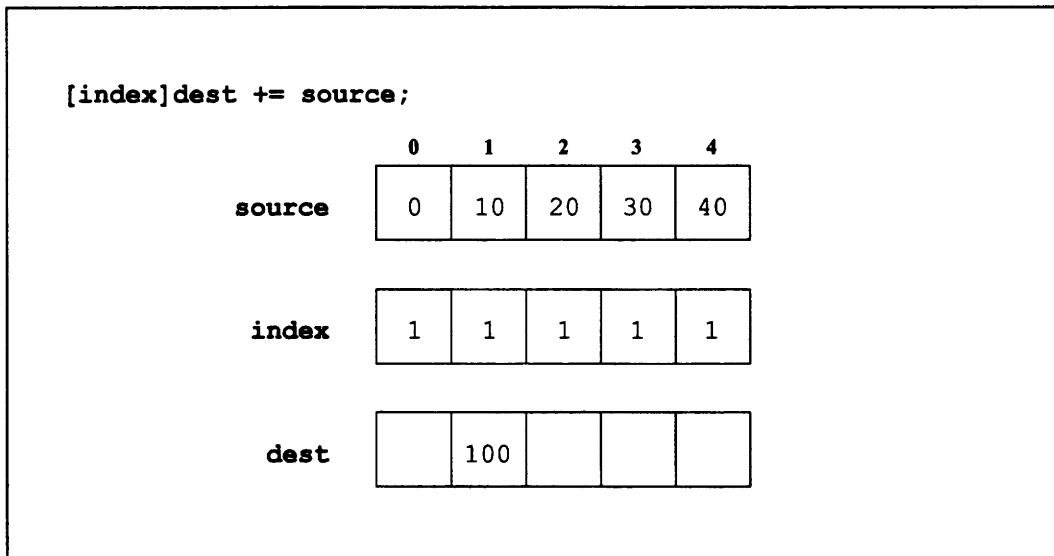 [index]dest += source;
0 1 2 3 4
source 0 10 20 30 40
index 1 1 1 1 1
dest 100